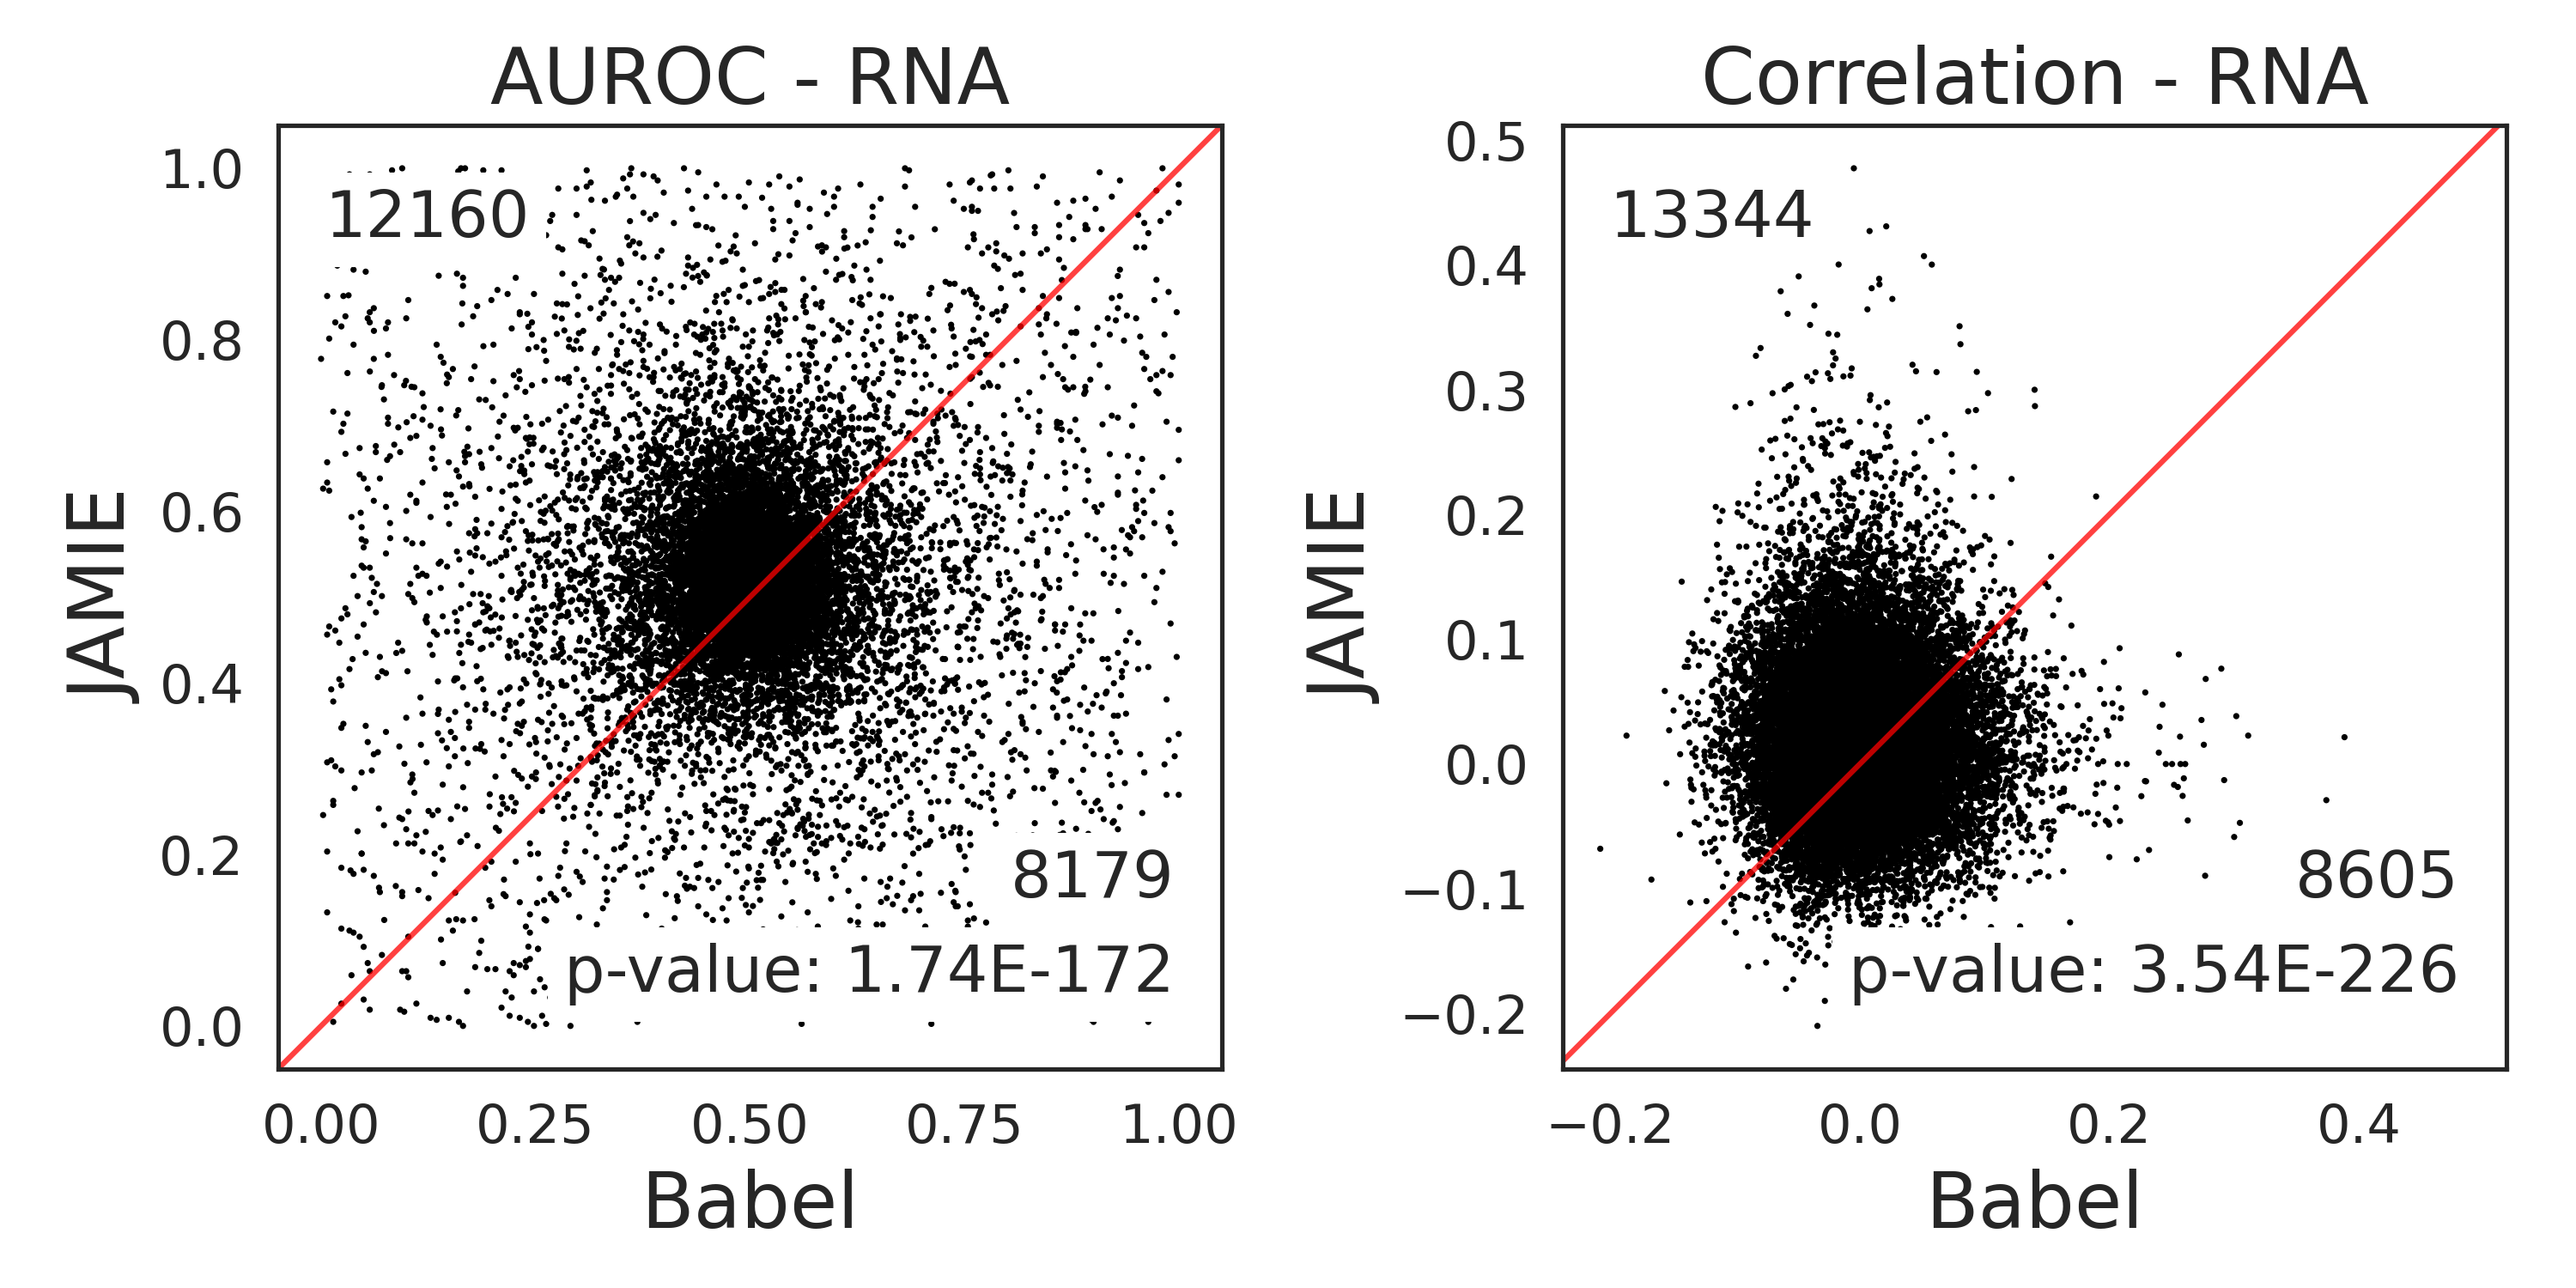 AUROC - RNA
1.0
0.8
0.6
0.4
0.2
0.0
JAMIE
12160
8179
p-value: 1.74E-172
0.00 0.25 0.50 0.75 1.00
Babel
Correlation - RNA
0.5
0.4
0.3
0.2
0.1
0.0
−0.1
−0.2
JAMIE
13344
8605
p-value: 3.54E-226
−0.2 0.0 0.2 0.4
Babel